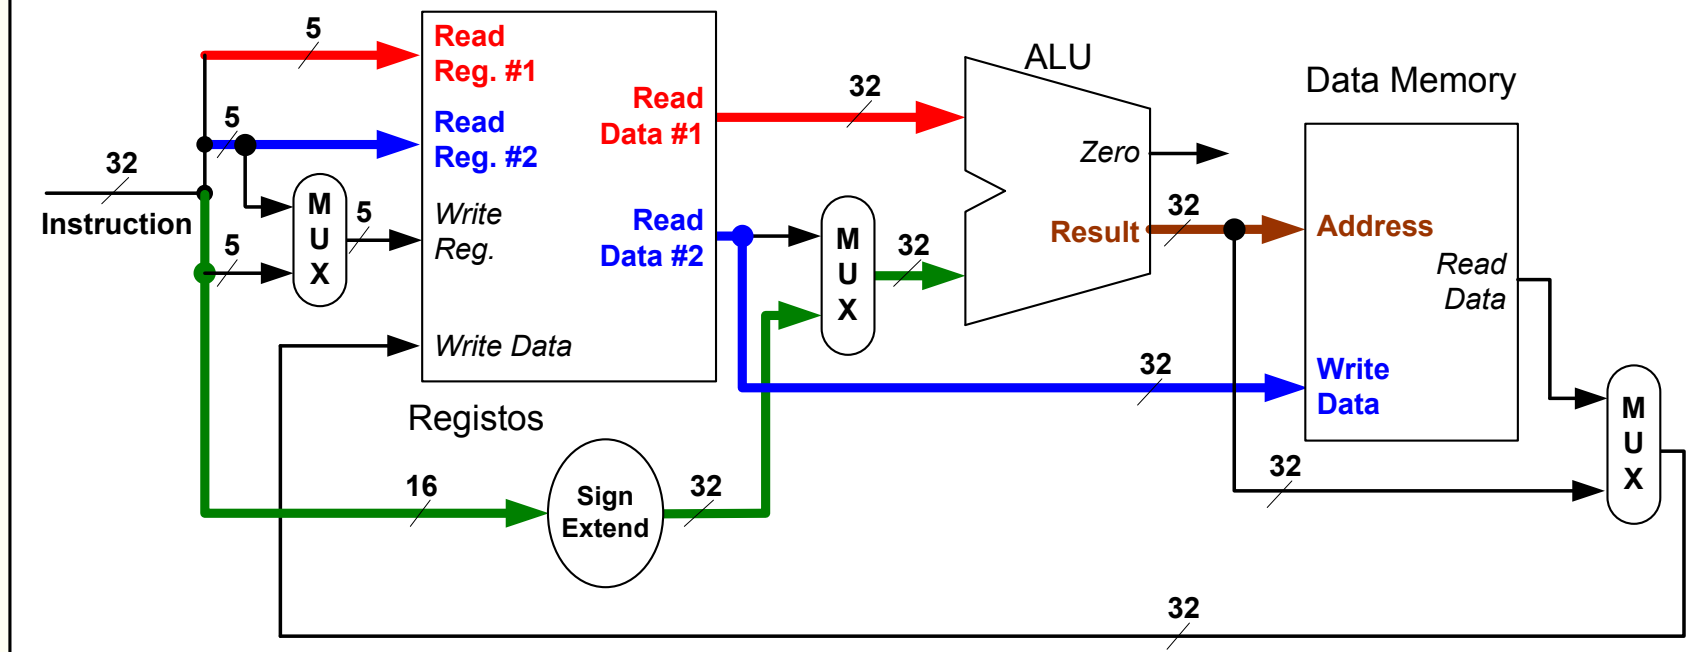 5
Read
Reg. #1
5
Read
Reg. #2
32
Instruction
M
U
X
5
5
Write
Reg.
Write Data
Read
Data #1
Read
Data #2
Registos
16
Sign
Extend
32
32
M
U
X
32
ALU
Zero
Result
32
Data Memory
Address
Read
Data
Write
Data
32
32
M
U
X
32